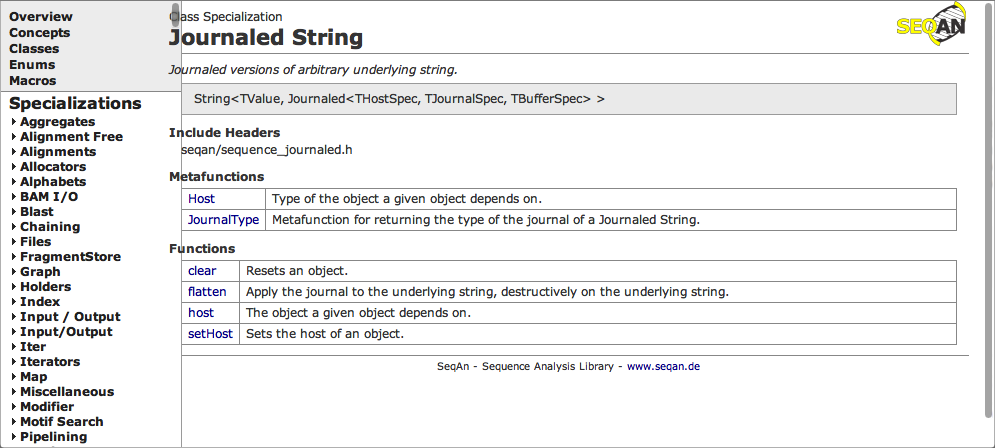 Overview
Concepts
Classes
Enums
Macros
Specializations
Aggregates
Alignment Free
Alignments
Allocators
Alphabets
BAM I/O
Blast
Chaining
Files
FragmentStore
Graph
Holders
Index
Input / Output
Input/Output
Iter
Iterators
Map
Miscellaneous
Modifier
Motif Search
Pipelining
Class Specialization
Journaled String
SEQAN
Journaled versions of arbitrary underlying string.
String<TValue, Journaled<THostSpec, TJournalSpec, TBufferSpec> >
Include Headers
seqan/sequence_journaled.h
Metafunctions
Host Type of the object a given object depends on.
JournalType Metafunction for returning the type of the journal of a Journaled String.
Functions
clear Resets an object.
flatten Apply the journal to the underlying string, destructively on the underlying string.
host The object a given object depends on.
setHost Sets the host of an object.
SeqAn - Sequence Analysis Library - www.seqan.de